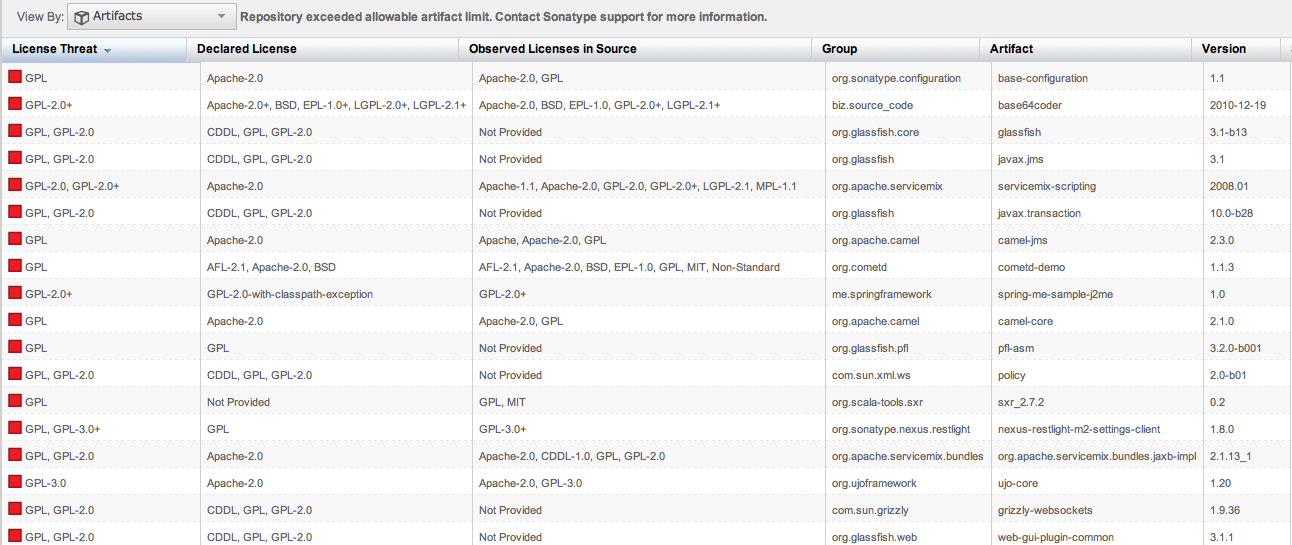 View By: Artifacts Repository exceeded allowable artifact limit. Contact Sonatype support for more information.
License Threat Declared License Observed Licenses in Source Group Artifact Version
GPL Apache-2.0 Apache-2.0, GPL org.sonatype.configuration base-configuration 1.1
GPL-2.0+ Apache-2.0+, BSD, EPL-1.0+, LGPL-2.0+, LGPL-2.1+ Apache-2.0, BSD, EPL-1.0, GPL-2.0+, LGPL-2.1+ biz.source_code base64coder 2010-12-19
GPL, GPL-2.0 CDDL, GPL, GPL-2.0 Not Provided org.glassfish.core glassfish 3.1-b13
GPL, GPL-2.0 CDDL, GPL, GPL-2.0 Not Provided org.glassfish javax.jms 3.1
GPL-2.0, GPL-2.0+ Apache-2.0 Apache-1.1, Apache-2.0, GPL-2.0, GPL-2.0+, LGPL-2.1, MPL-1.1 org.apache.servicemix servicemix-scripting 2008.01
GPL, GPL-2.0 CDDL, GPL, GPL-2.0 Not Provided org.glassfish javax.transaction 10.0-b28
GPL Apache-2.0 Apache, Apache-2.0, GPL org.apache.camel camel-jms 2.3.0
GPL AFL-2.1, Apache-2.0, BSD AFL-2.1, Apache-2.0, BSD, EPL-1.0, GPL, MIT, Non-Standard org.cometd cometd-demo 1.1.3
GPL-2.0+ GPL-2.0-with-classpath-exception GPL-2.0+ me.springframework spring-me-sample-j2me 1.0
GPL Apache-2.0 Apache-2.0, GPL org.apache.camel camel-core 2.1.0
GPL GPL Not Provided org.glassfish.pfl pfl-asm 3.2.0-b001
GPL, GPL-2.0 CDDL, GPL, GPL-2.0 Not Provided com.sun.xml.ws policy 2.0-b01
GPL Not Provided GPL, MIT org.scala-tools.sxr sxr_2.7.2 0.2
GPL, GPL-3.0+ GPL GPL-3.0+ org.sonatype.nexus.restlight nexus-restlight-m2-settings-client 1.8.0
GPL, GPL-2.0 Apache-2.0 Apache-2.0, CDDL-1.0, GPL, GPL-2.0 org.apache.servicemix.bundles org.apache.servicemix.bundles.jaxb-impl 2.1.13_1
GPL-3.0 Apache-2.0 Apache-2.0, GPL-3.0 org.ujoframework ujo-core 1.20
GPL, GPL-2.0 CDDL, GPL, GPL-2.0 Not Provided com.sun.grizzly grizzly-websockets 1.9.36
GPL, GPL-2.0 CDDL, GPL, GPL-2.0 Not Provided org.glassfish.web web-gui-plugin-common 3.1.1